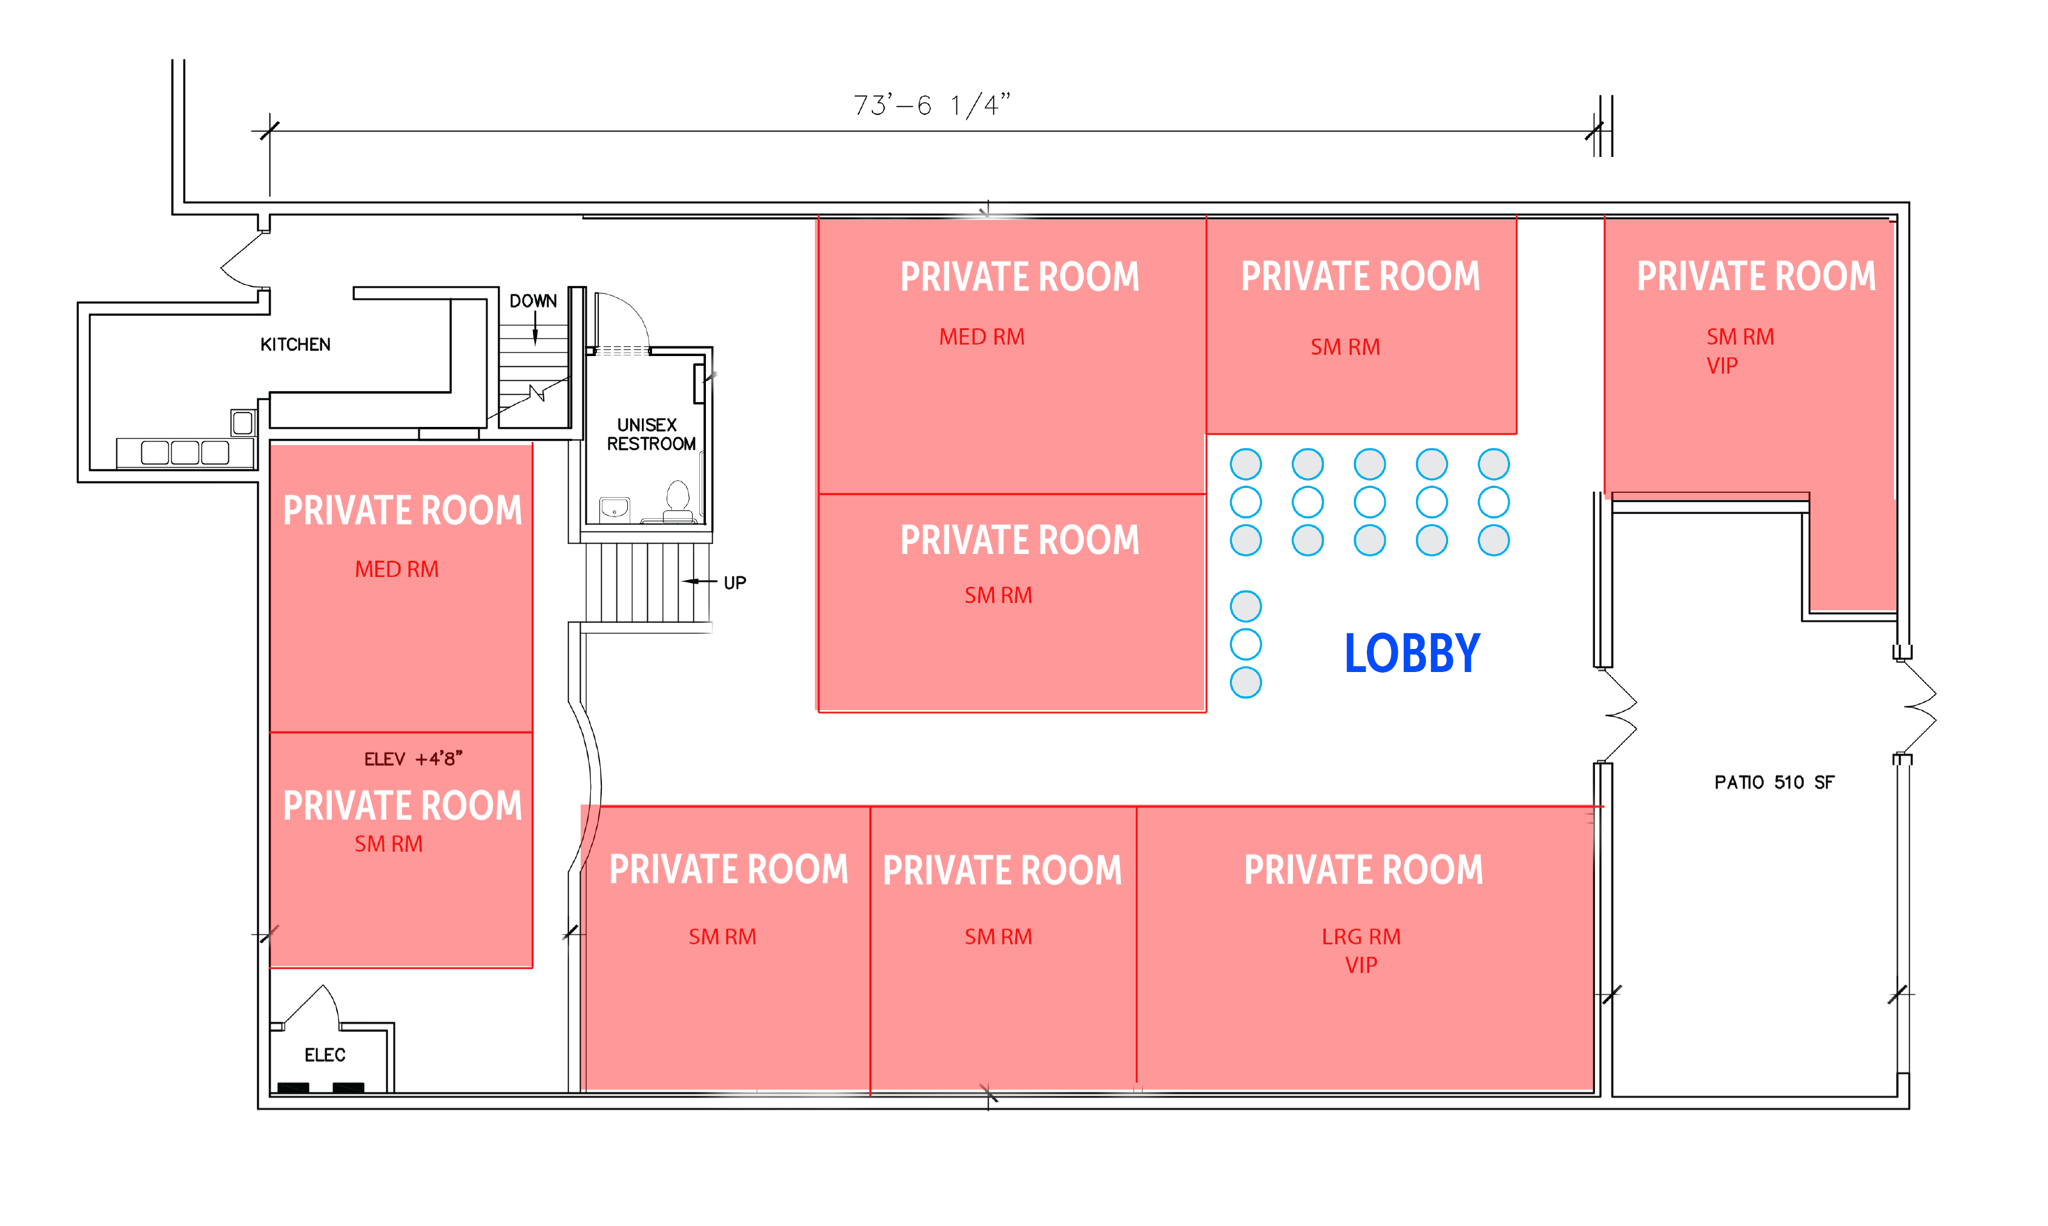 73'-6 1/4"
PRIVATE ROOM
MED RM
PRIVATE ROOM
SM RM
PRIVATE ROOM
SM RM
VIP
DOWN
KITCHEN
UNISEX
RESTROOM
PRIVATE ROOM
MED RM
PRIVATE ROOM
SM RM
UP
LOBBY
ELEV +4'8"
PRIVATE ROOM
SM RM
PATIO 510 SF
PRIVATE ROOM
SM RM
PRIVATE ROOM
SM RM
PRIVATE ROOM
LRG RM
VIP
ELEC